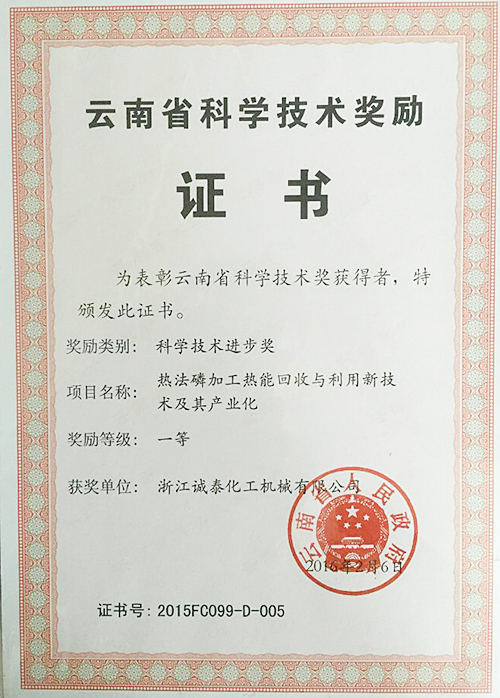 云南省科学技术奖励
证 书
为表彰云南省科学技术奖获得者，特
颁发此证书。
奖励类别： 科学技术进步奖
项目名称： 热法磷加工热能回收与利用新技
术及其产业化
奖励等级： 一等
获奖单位： 浙江诚泰化工机械有限公司
云南省人民政府
2016年2月6日
证书号：2015FC099-D-005